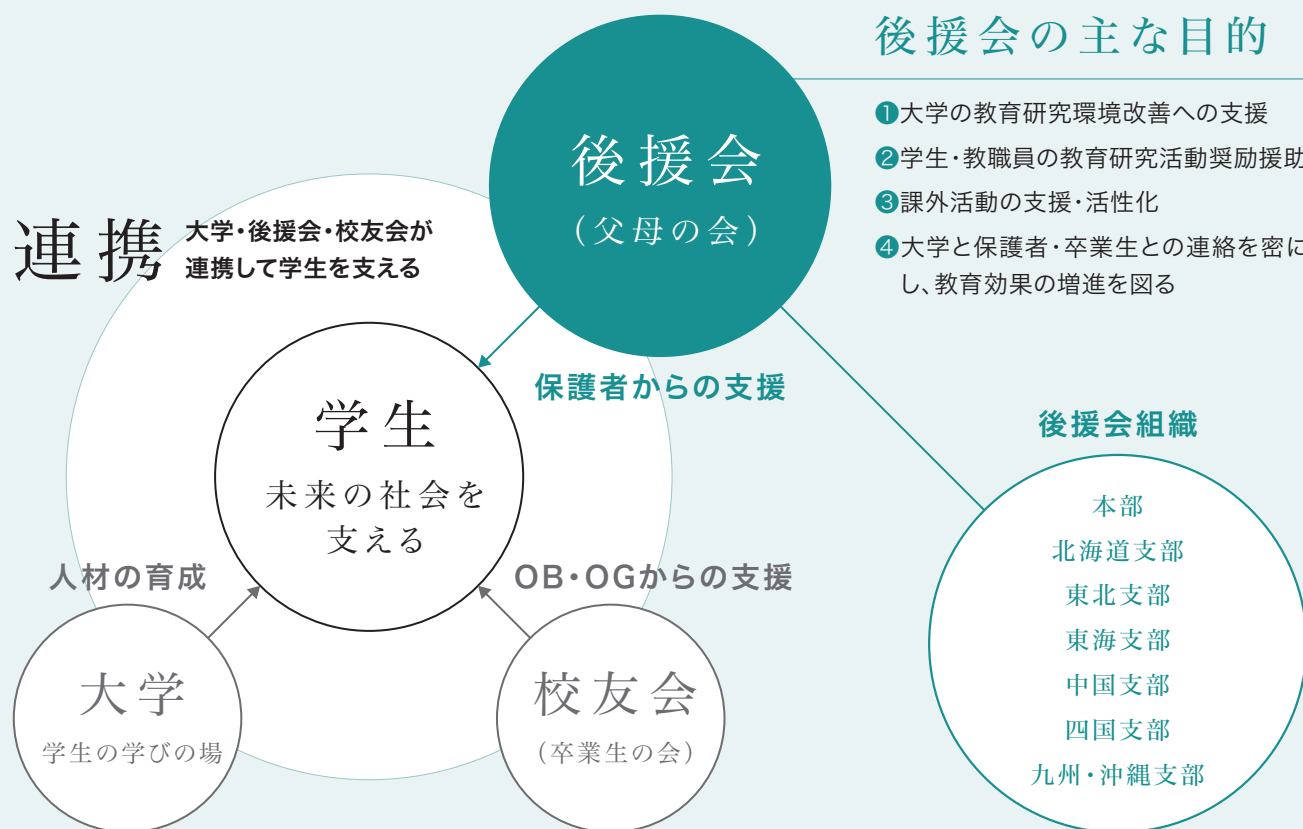 後援会の主な目的
❶大学の教育研究環境改善への支援
❷学生・教職員の教育研究活動奨励援助
❸課外活動の支援・活性化
❹大学と保護者・卒業生との連絡を密に
し、教育効果の増進を図る
後援会
（父母の会）
連携
大学・後援会・校友会が
連携して学生を支える
保護者からの支援
学生
未来の社会を
支える
人材の育成
OB・OGからの支援
大学
学生の学びの場
校友会
（卒業生の会）
後援会組織
本部
北海道支部
東北支部
東海支部
中国支部
四国支部
九州・沖縄支部